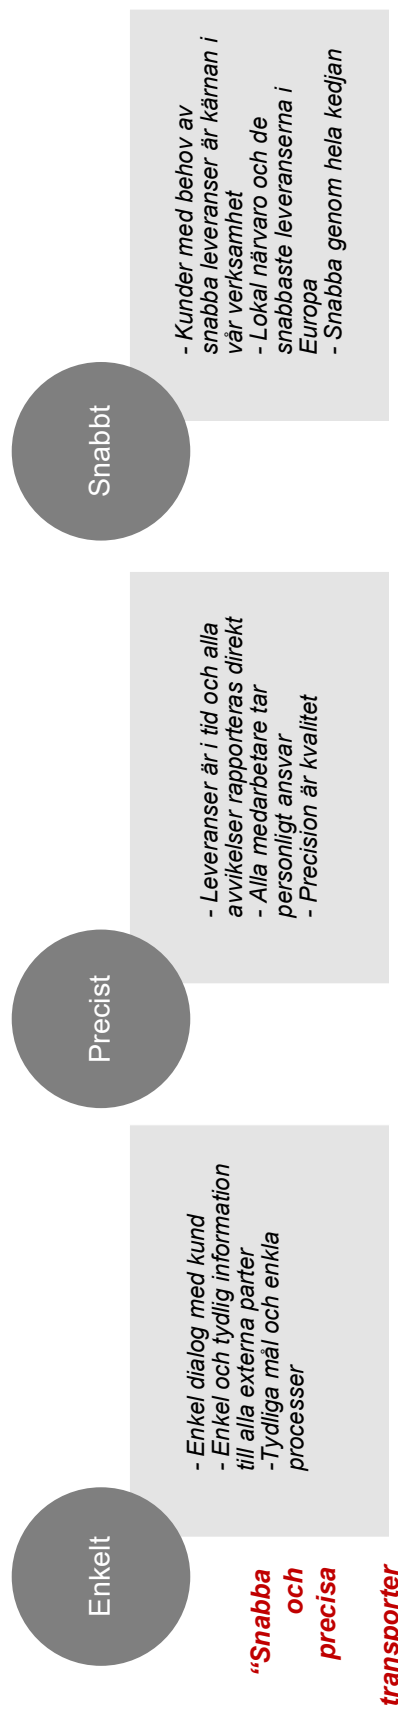 Enkelt
- Enkel dialog med kund
- Enkel och tydlig information
till alla externa parter
-Tydliga mål och enkla
processer
Precist
- Leveranser är i tid och alla
avvikelser rapporteras direkt
- Alla medarbetare tar
personligt ansvar
- Precision är kvalitet
Snabbt
- Kunder med behov av
snabba leveranser är kärnan i
vår verksamhet
- Lokal närvaro och de
snabbaste leveranserna i
Europa
- Snabba genom hela kedjan
“Snabba
och
precisa
transporter